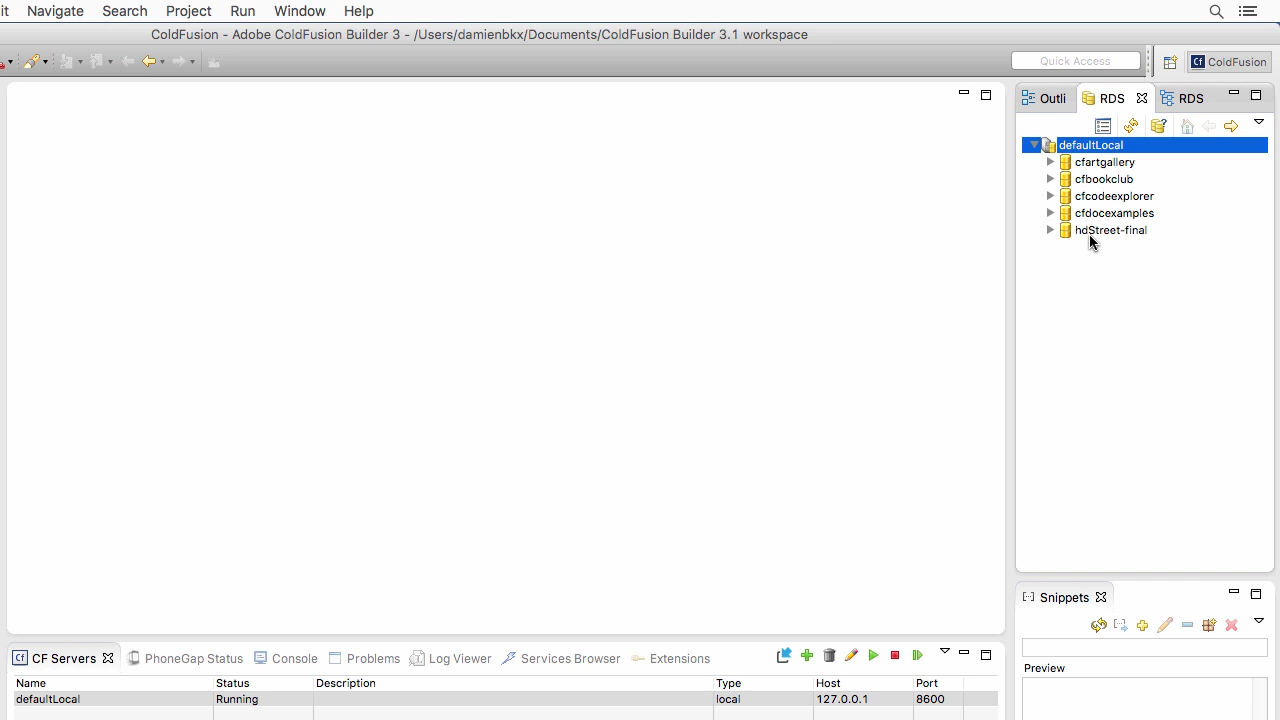 it Navigate Search Project Run Window Help
ColdFusion - Adobe ColdFusion Builder 3 - /Users/damienbkx/Documents/ColdFusion Builder 3.1 workspace
Quick Access
Cf ColdFusion
Outli RDS RDS
defaultLocal
cfartgallery
cfbookclub
cfcodeexplorer
cfdocexamples
hdStreet-final
Snippets
Preview
Cf CF Servers PhoneGap Status Console Problems Log Viewer Services Browser Extensions
Name Status Description Type Host Port
defaultLocal Running local 127.0.0.1 8600